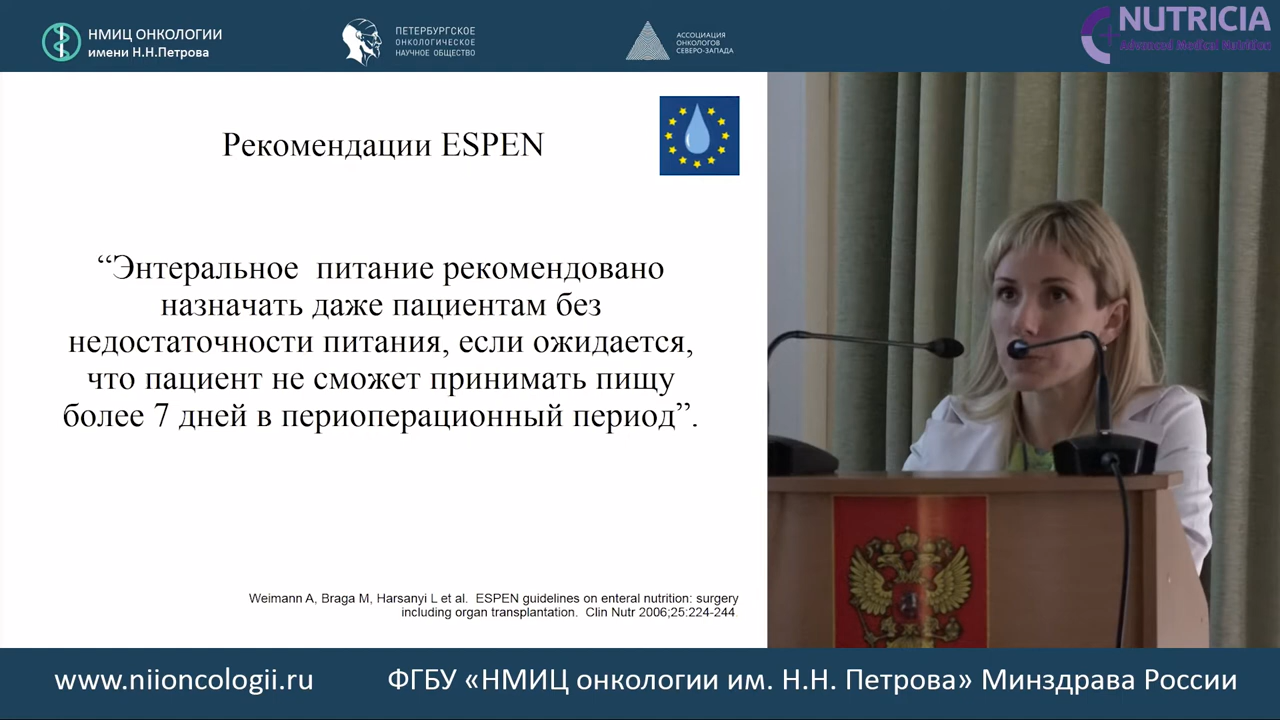 НМИЦ ОНКОЛОГИИ
имени Н.Н.Петрова
ПЕТЕРБУРГСКОЕ
ОНКОЛОГИЧЕСКОЕ
НАУЧНОЕ ОБЩЕСТВО
АССОЦИАЦИЯ
ОНКОЛОГОВ
СЕВЕРО-ЗАПАДА
NUTRICIA
Advanced Medical Nutrition
Рекомендации ESPEN
“Энтеральное питание рекомендовано
назначать даже пациентам без
недостаточности питания, если ожидается,
что пациент не сможет принимать пищу
более 7 дней в периоперационный период”.
Weimann A, Braga M, Harsanyi L et al. ESPEN guidelines on enteral nutrition: surgery
including organ transplantation. Clin Nutr 2006;25:224-244.
www.niioncologii.ru
ФГБУ «НМИЦ онкологии им. Н.Н. Петрова» Минздрава России